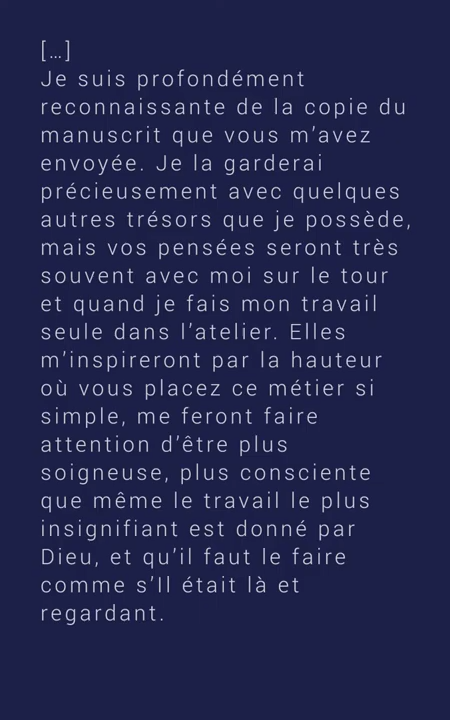 […]
Je suis profondément
reconnaissante de la copie du
manuscrit que vous m’avez
envoyée. Je la garderai
précieusement avec quelques
autres trésors que je possède,
mais vos pensées seront très
souvent avec moi sur le tour
et quand je fais mon travail
seule dans l’atelier. Elles
m’inspireront par la hauteur
où vous placez ce métier si
simple, me feront faire
attention d’être plus
soigneuse, plus consciente
que même le travail le plus
insignifiant est donné par
Dieu, et qu’il faut le faire
comme s’Il était là et
regardant.